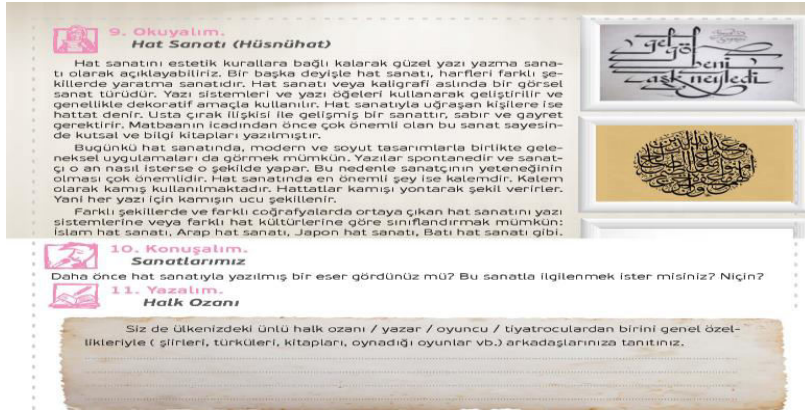 9. Okuyalım.
Hat Sanatı (Hüsnühat)
Hat sanatını estetik kurallara bağlı kalarak güzel yazı yazma sana-
tı olarak açıklayabiliriz. Bir başka deyişle hat sanatı, harfleri farklı şe-
killerde yaratma sanatıdır. Hat sanatı veya kaligrafi aslında bir görsel
sanat türüdür. Yazı sistemleri ve yazı öğeleri kullanarak geliştirilir ve
genellikle dekoratif amaçla kullanılır. Hat sanatıyla uğraşan kişilere ise
hattat denir. Usta çırak ilişkisi ile gelişmiş bir sanattır, sabır ve gayret
gerektirir. Matbaanın icadından önce çok önemli olan bu sanat sayesin-
de kutsal ve bilgi kitapları yazılmıştır.
Bugünkü hat sanatında, modern ve soyut tasarımlarla birlikte gele-
neksel uygulamaları da görmek mümkün. Yazılar spontanedir ve sanat-
çı o an nasıl isterse o şekilde yapar. Bu nedenle sanatçının yeteneğinin
olması çok önemlidir. Hat sanatında en önemli şey ise kalemdir. Kalem
olarak kamış kullanılmaktadır. Hattatlar kamışı yontarak şekil verirler.
Yani her yazı için kamışın ucu şekillenir.
Farklı şekillerde ve farklı coğrafyalarda ortaya çıkan hat sanatını yazı
sistemlerine veya farklı hat kültürlerine göre sınıflandırmak mümkün:
İslam hat sanatı, Arap hat sanatı, Japon hat sanatı, Batı hat sanatı gibi.
gel
gör
beni
aşk neyledi
10. Konuşalım.
Sanatlarımız
Daha önce hat sanatıyla yazılmış bir eser gördünüz mü? Bu sanatla ilgilenmek ister misiniz? Niçin?
11. Yazalım.
Halk Ozanı
Siz de ülkenizdeki ünlü halk ozanı / yazar / oyuncu / tiyatroculardan birini genel özel-
likleriyle ( şiirleri, türküleri, kitapları, oynadığı oyunlar vb.) arkadaşlarınıza tanıtınız.